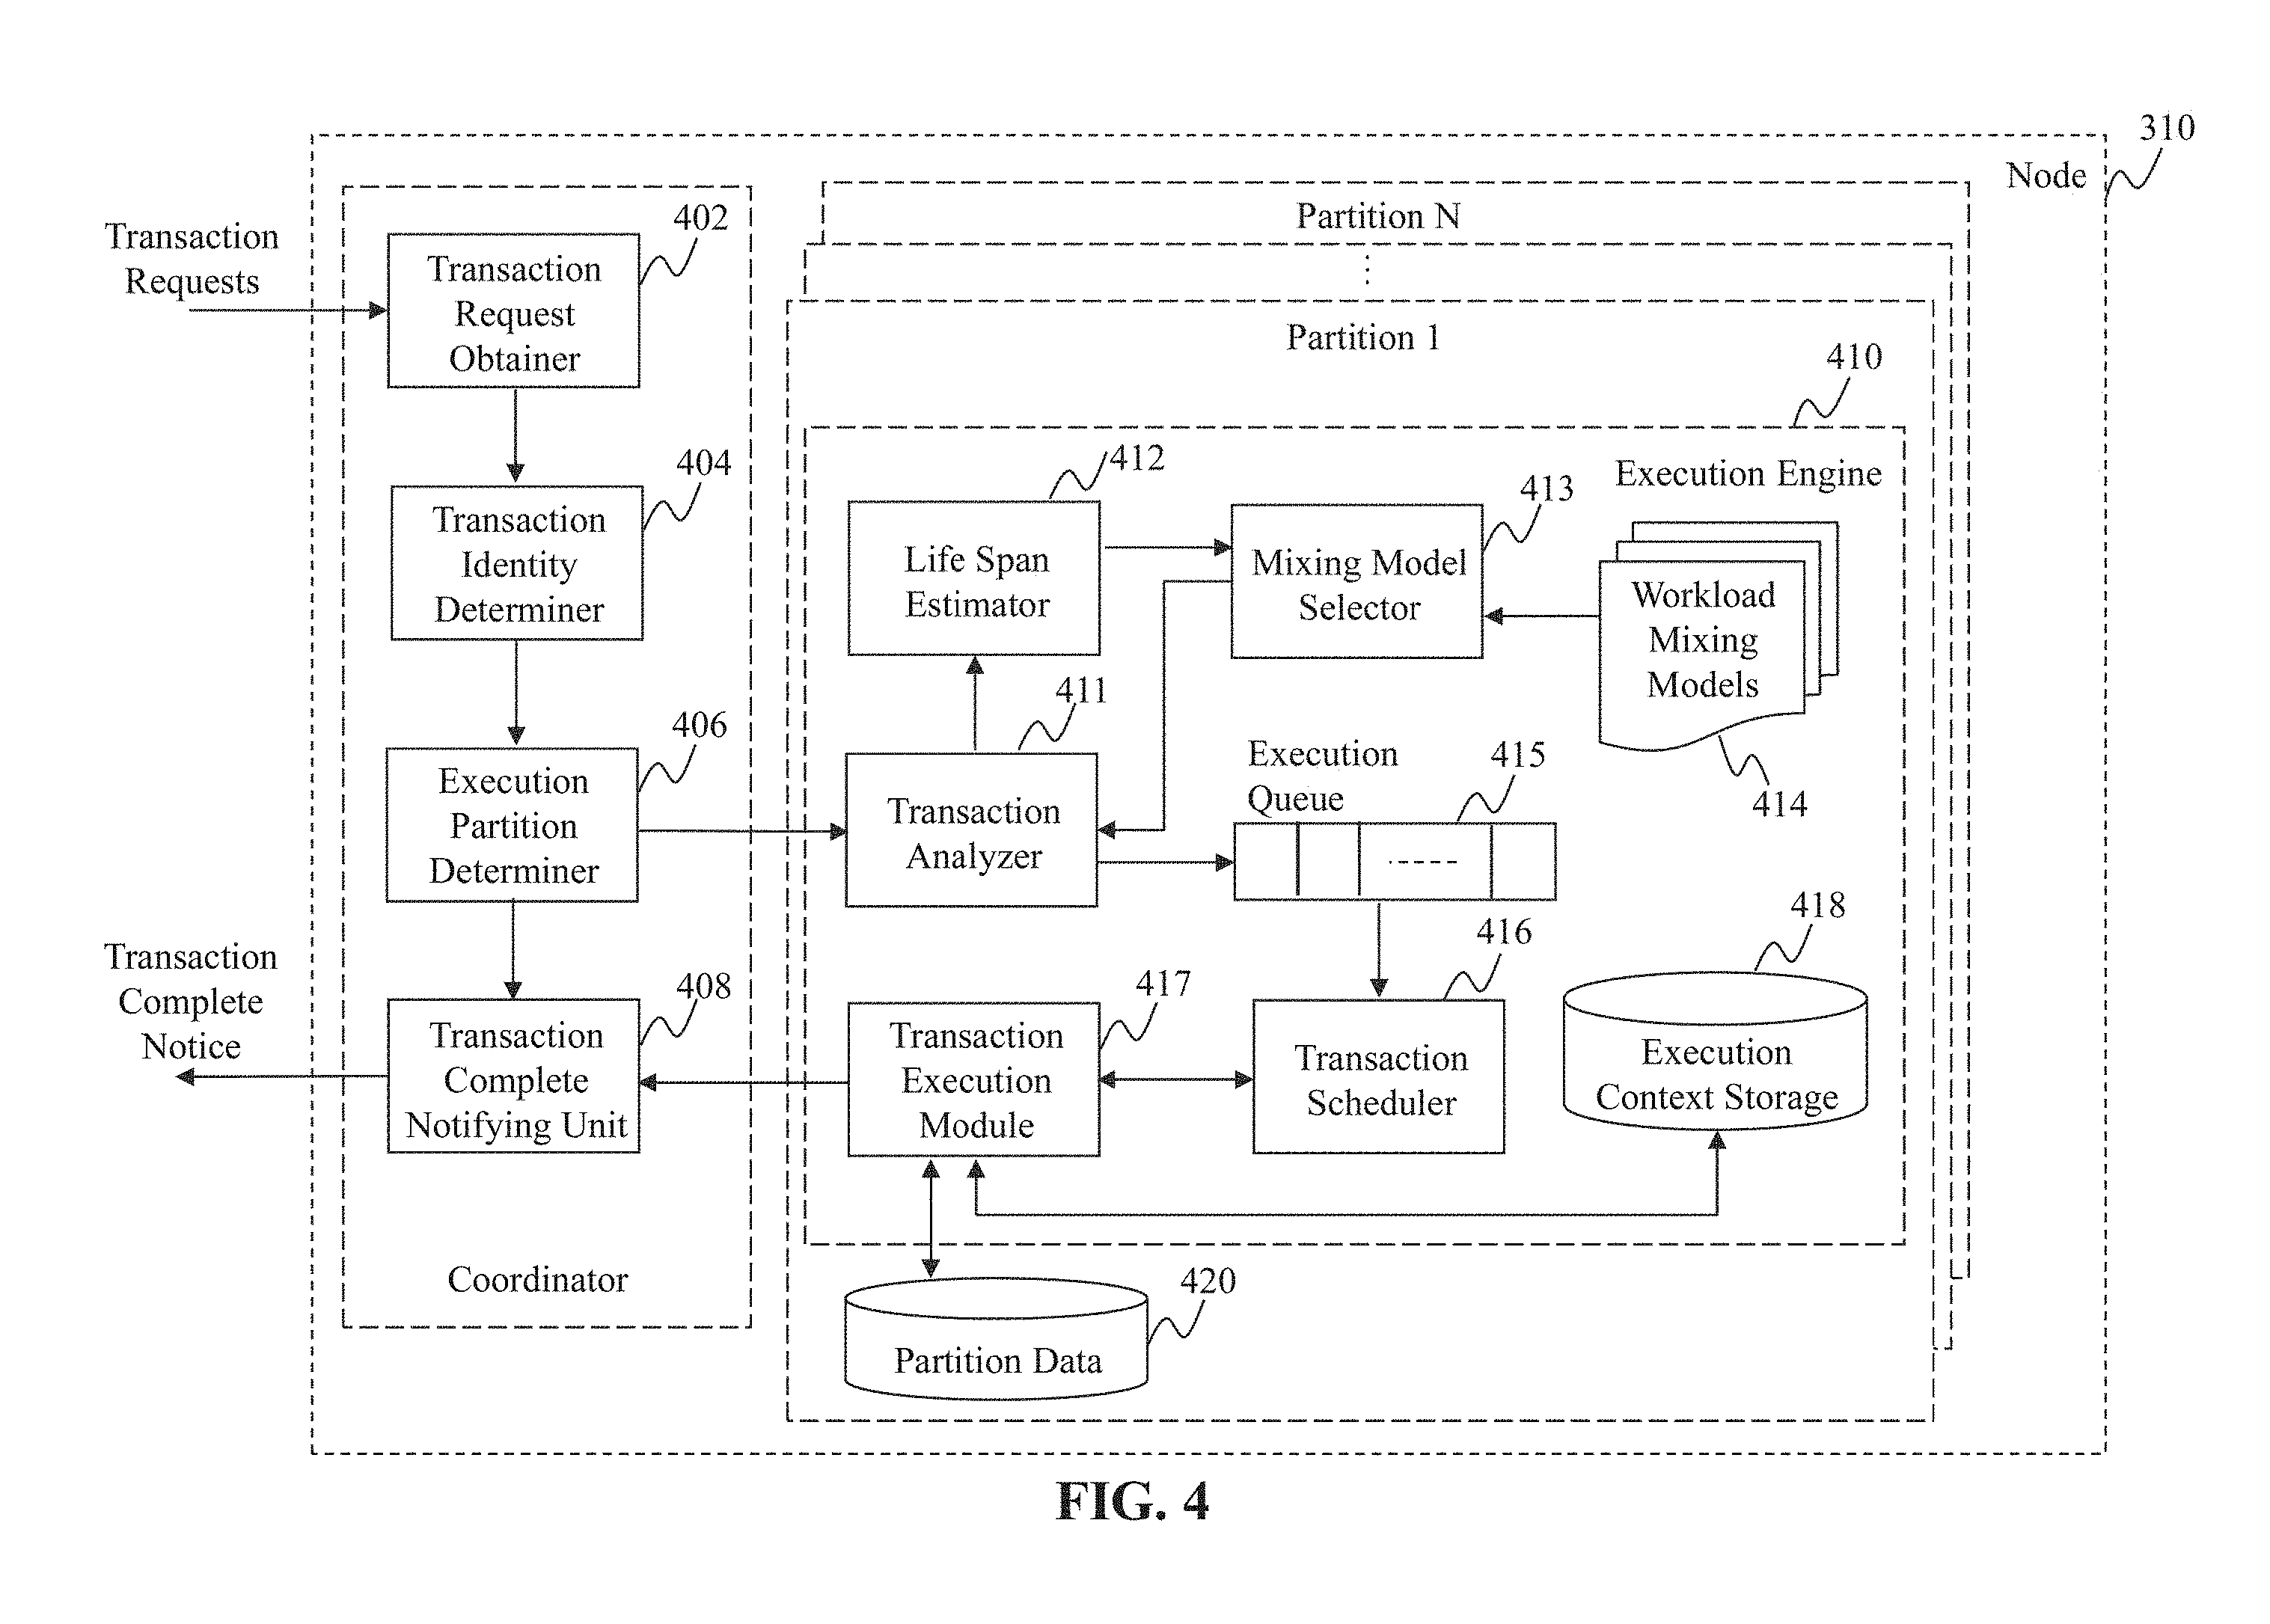 310
Node
Partition N
Partition 1
410
Execution Engine
Transaction
Requests
402
Transaction
Request
Obtainer
404
Transaction
Identity
Determiner
406
Execution
Partition
Determiner
408
Transaction
Complete
Notifying Unit
Transaction
Complete
Notice
Coordinator
412
Life Span
Estimator
413
Mixing Model
Selector
Workload
Mixing
Models
414
411
Transaction
Analyzer
Execution
Queue
415
416
Transaction
Scheduler
417
Transaction
Execution
Module
418
Execution
Context Storage
420
Partition Data
FIG. 4